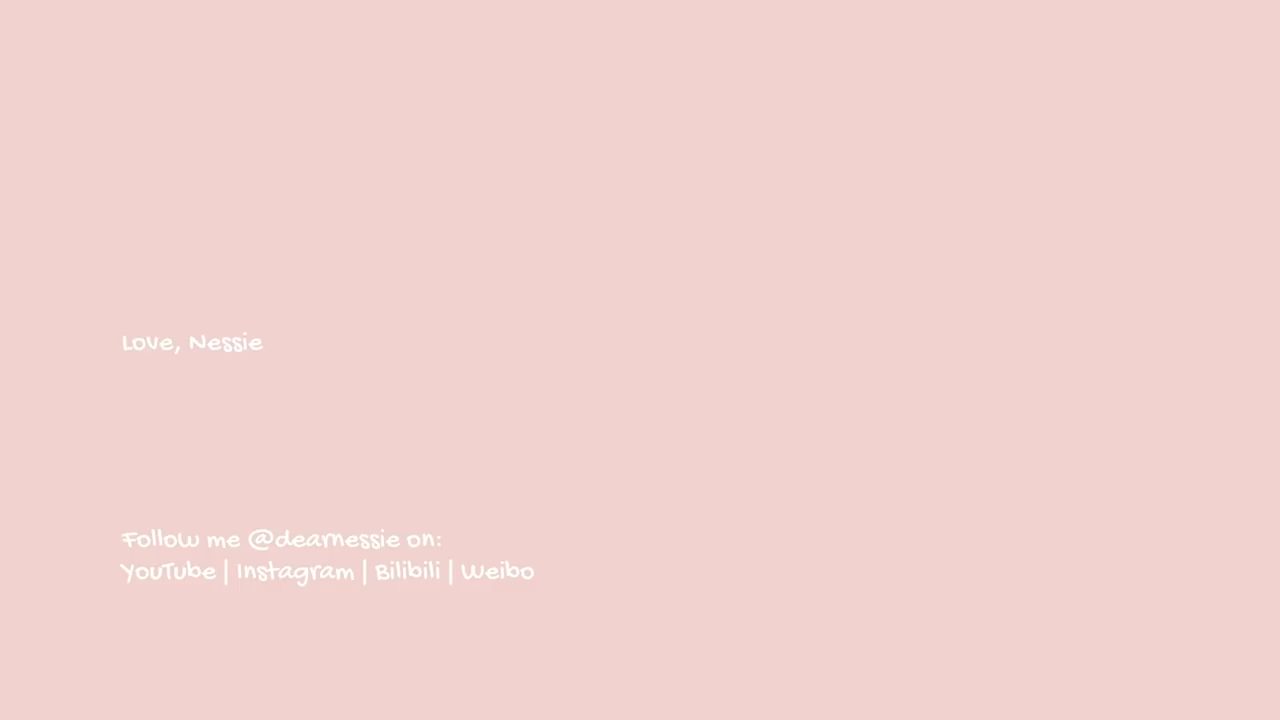 Love, Nessie
Follow me @dearnessie on:
YouTube | Instagram | Bilibili | Weibo